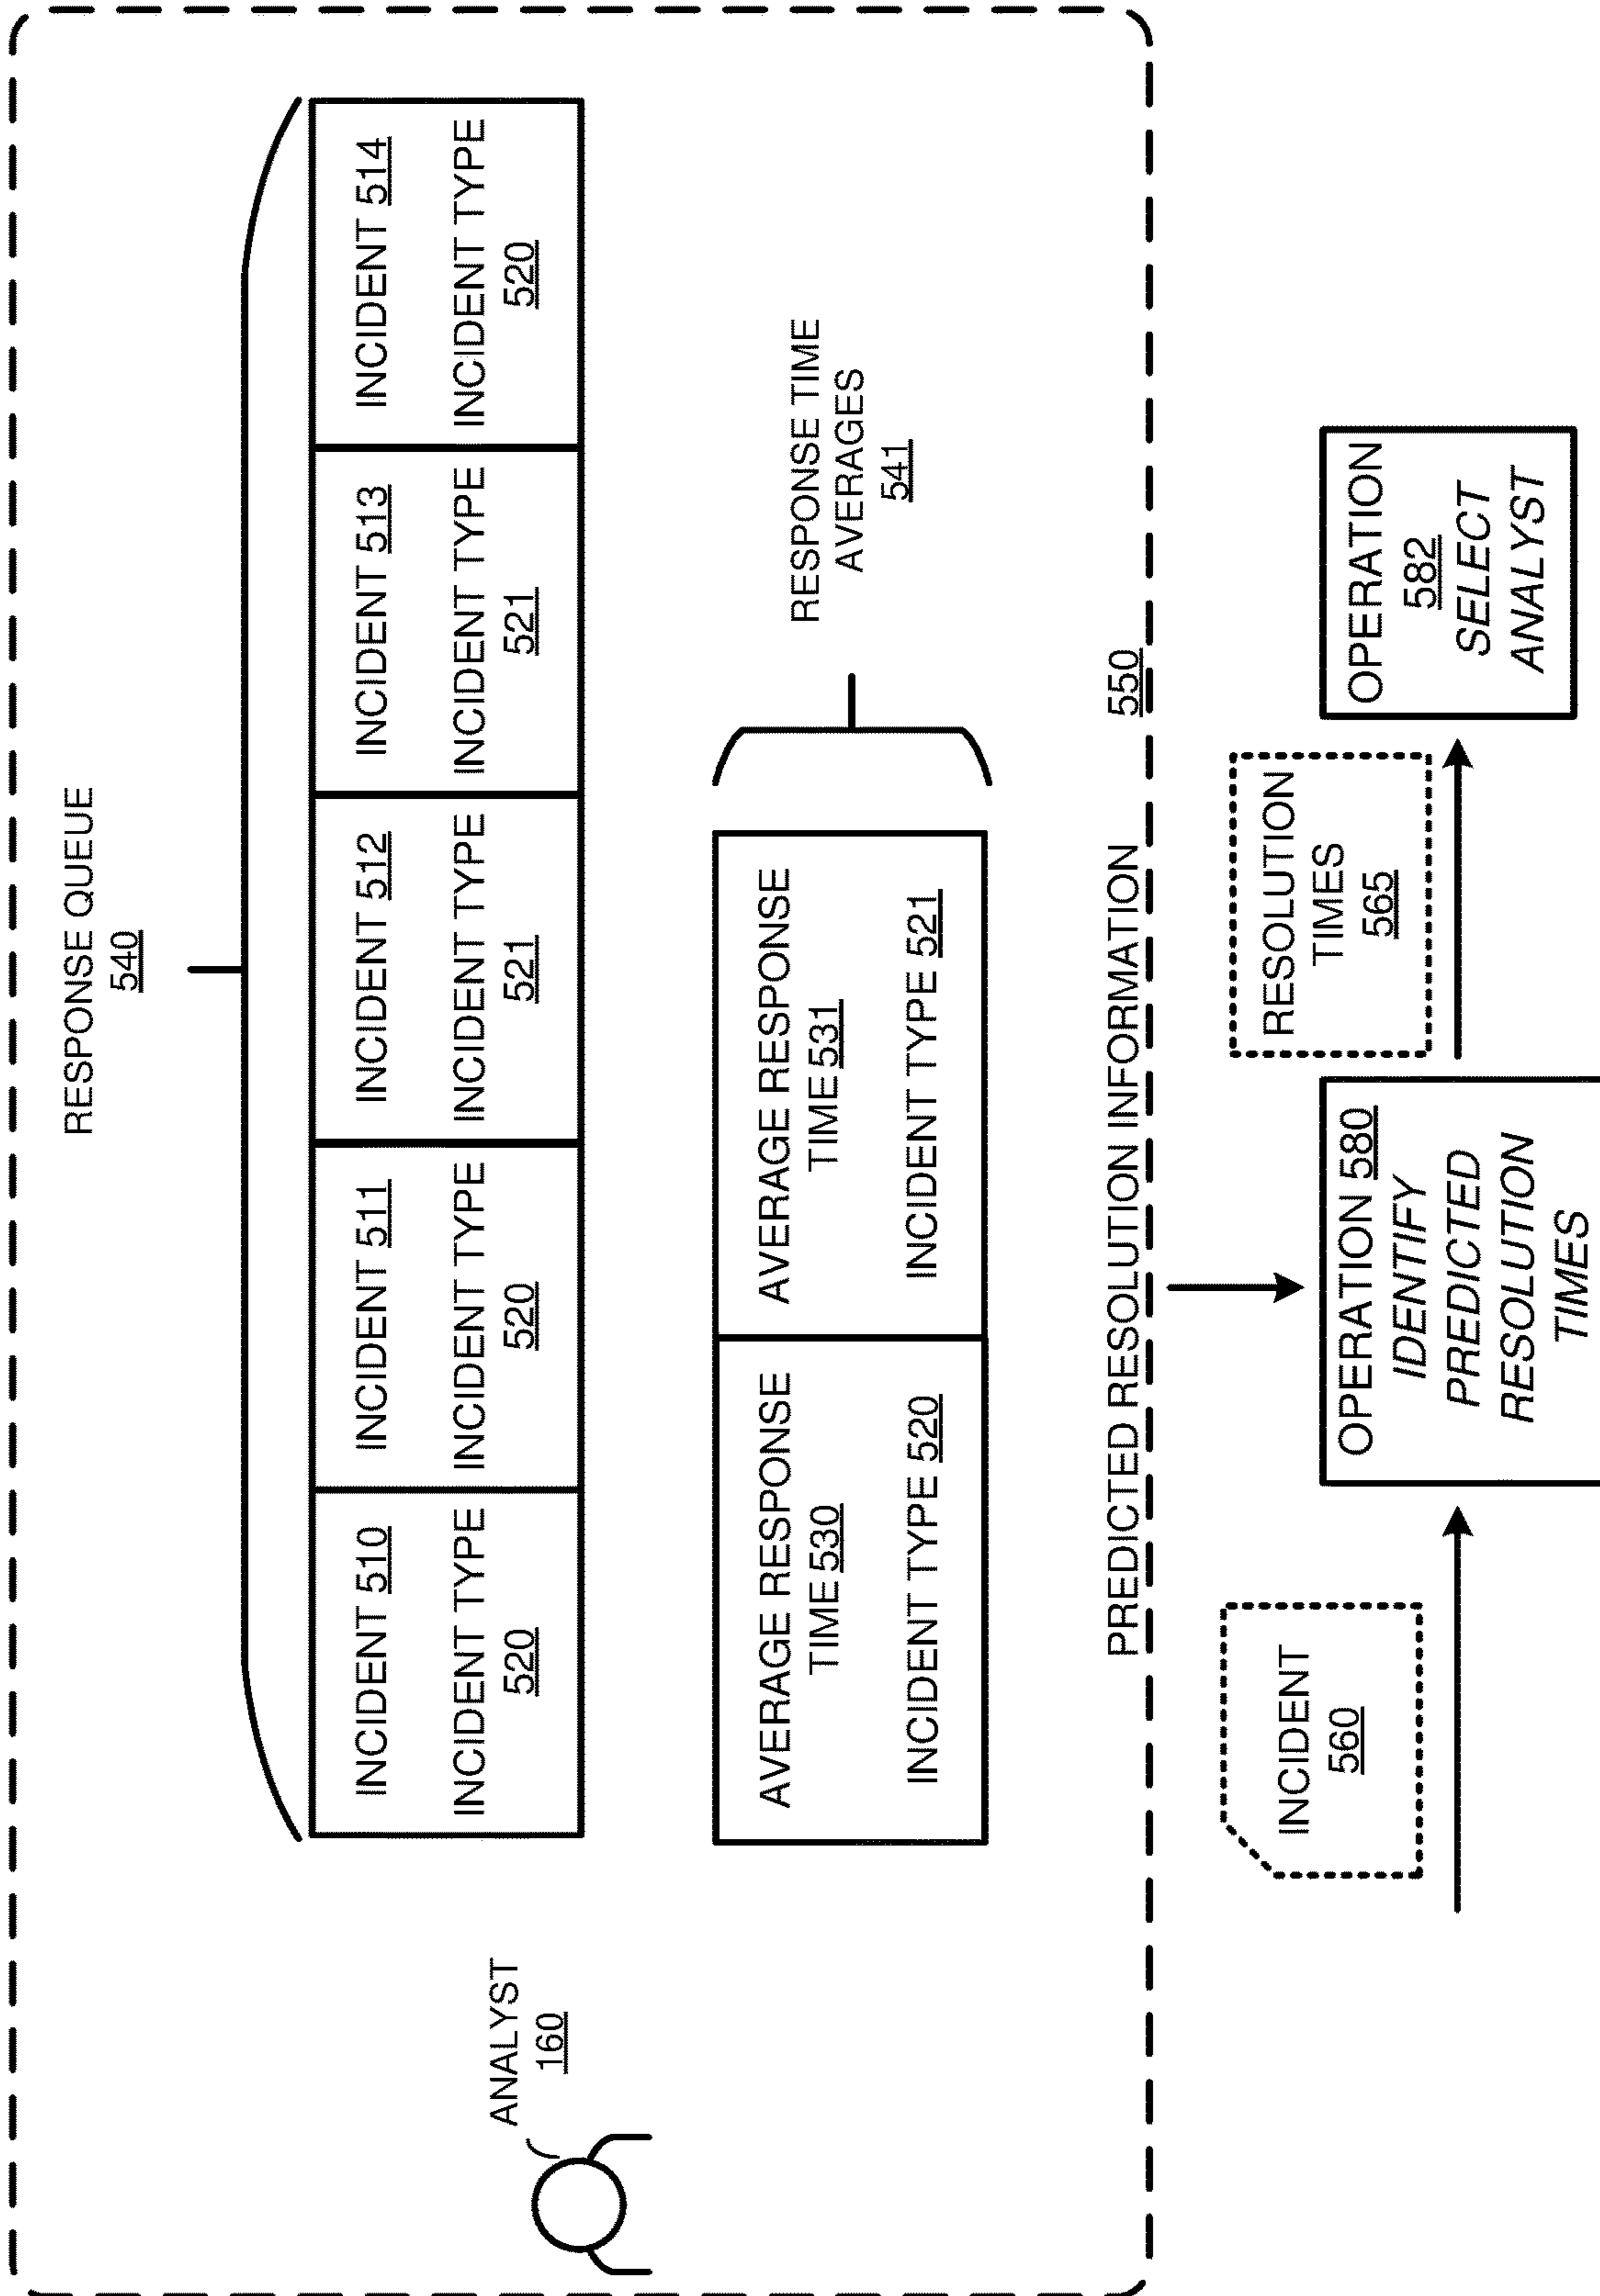 RESPONSE QUEUE
540
INCIDENT 510
INCIDENT TYPE
520
INCIDENT 511
INCIDENT TYPE
520
INCIDENT 512
INCIDENT TYPE
521
INCIDENT 513
INCIDENT TYPE
521
INCIDENT 514
INCIDENT TYPE
520
ANALYST
160
AVERAGE RESPONSE
TIME 530
INCIDENT TYPE 520
AVERAGE RESPONSE
TIME 531
INCIDENT TYPE 521
RESPONSE TIME
AVERAGES
541
PREDICTED RESOLUTION INFORMATION 550
INCIDENT
560
OPERATION 580
IDENTIFY
PREDICTED
RESOLUTION
TIMES
RESOLUTION
TIMES
565
OPERATION
582
SELECT
ANALYST